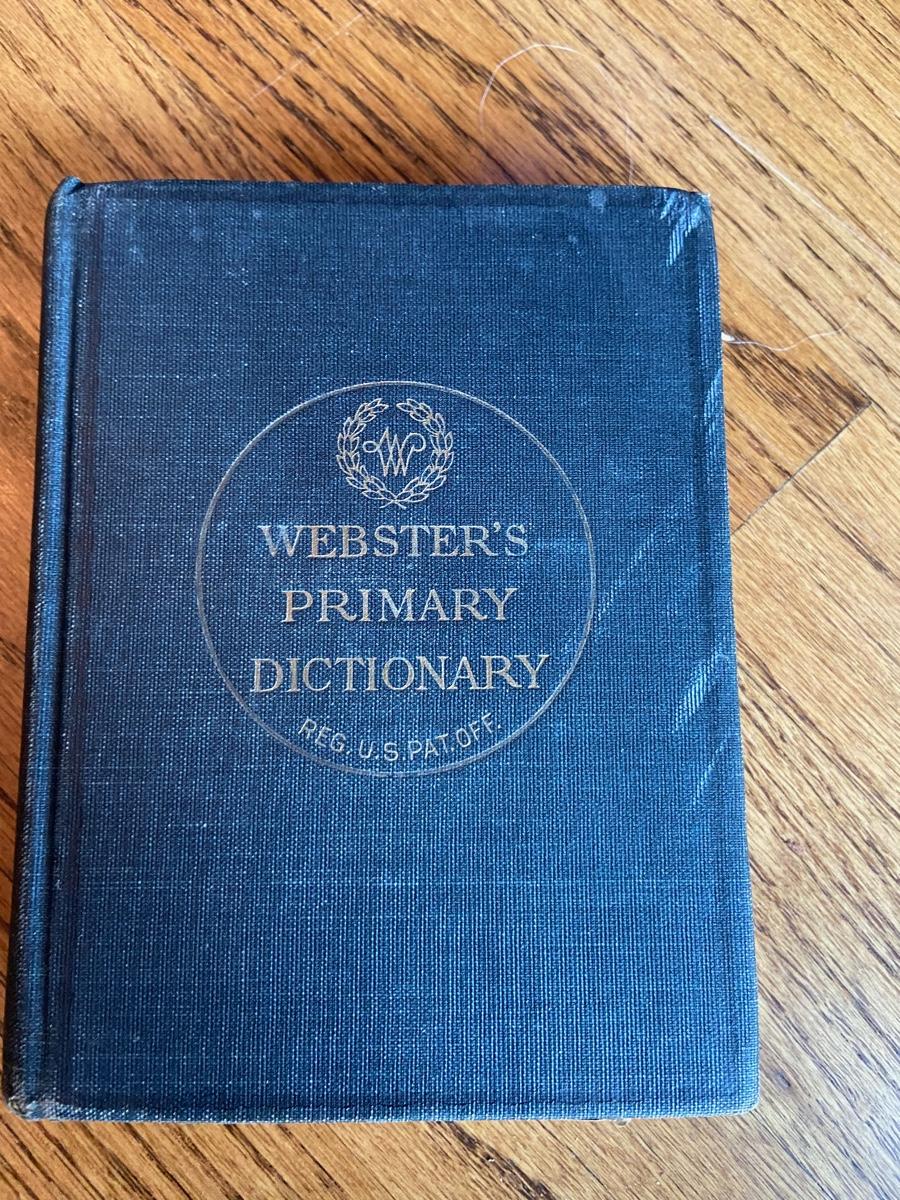 W
WEBSTER'S
PRIMARY
DICTIONARY
REG. U.S. PAT. OFF.